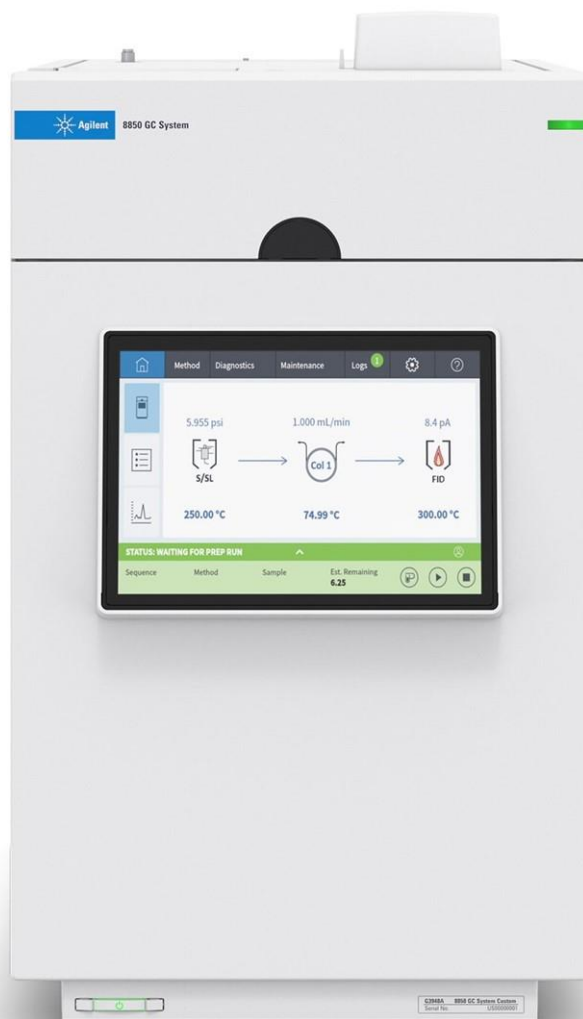 Agilent 8850 GC System
Method Diagnostics Maintenance Logs 1
5.955 psi 1.000 mL/min 8.4 pA
S/SL Col 1 FID
250.00 °C 74.99 °C 300.00 °C
STATUS: WAITING FOR PREP RUN
Sequence Method Sample Est. Remaining
6.25
8850 GC System Custom
Serial No.